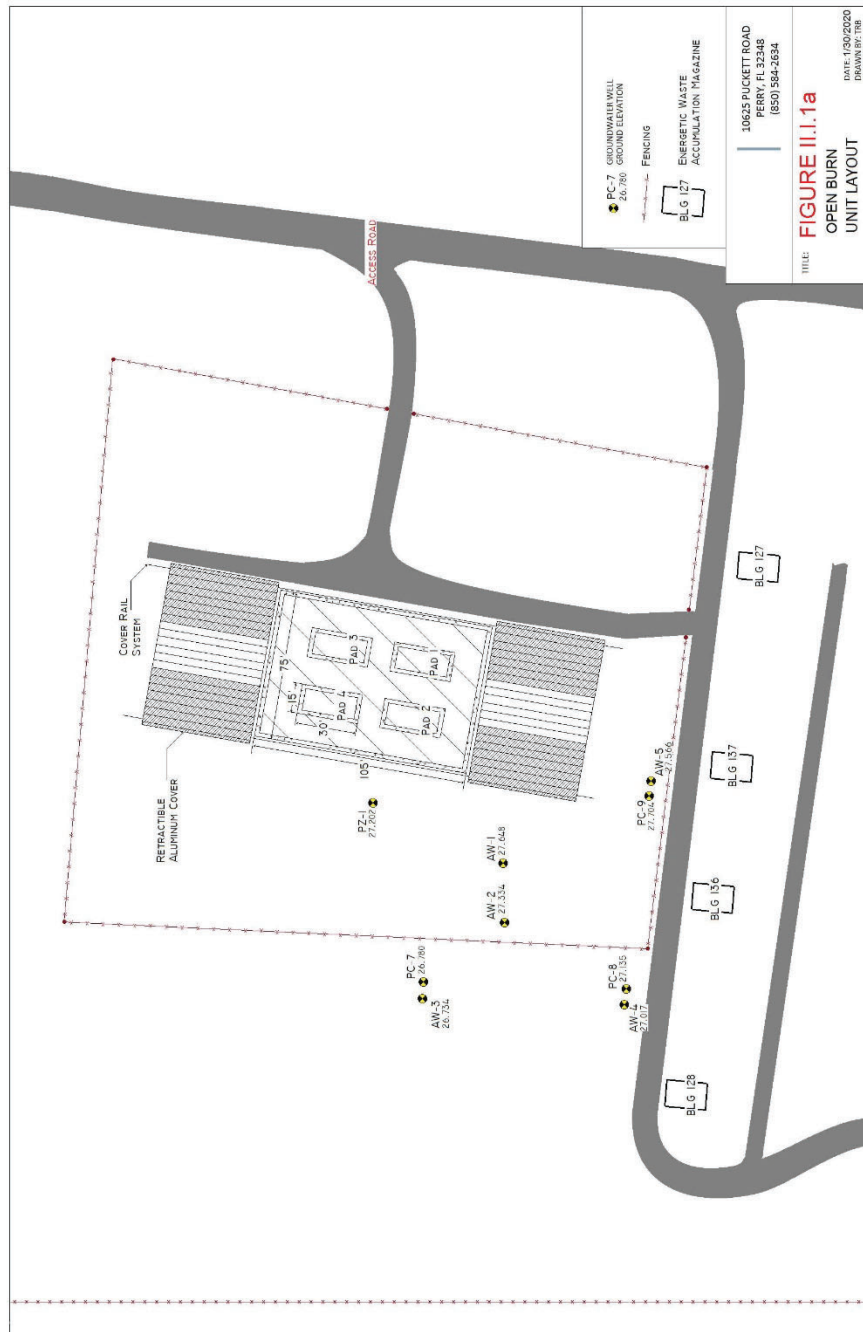 ACCESS ROAD
COVER RAIL
SYSTEM
RETRACTIBLE
ALUMINUM COVER
75'
15'
30'
105'
PAD 3
PAD 4
PAD 1
PAD 2
PZ-1
27.202
AW-1
27.648
AW-2
27.334
PC-7
26.780
AW-3
26.734
AW-5
27.566
PC-9
27.704
PC-8
27.135
AW-4
27.017
BLG 127
BLG 137
BLG 136
BLG 128
PC-7
26.780
GROUNDWATER WELL
GROUND ELEVATION
FENCING
BLG 127
ENERGETIC WASTE
ACCUMULATION MAGAZINE
10625 PUCKETT ROAD
PERRY, FL 32348
(850) 584-2634
TITLE:
FIGURE II.I.1a
OPEN BURN
UNIT LAYOUT
DATE: 1/30/2020
DRAWN BY: TRB